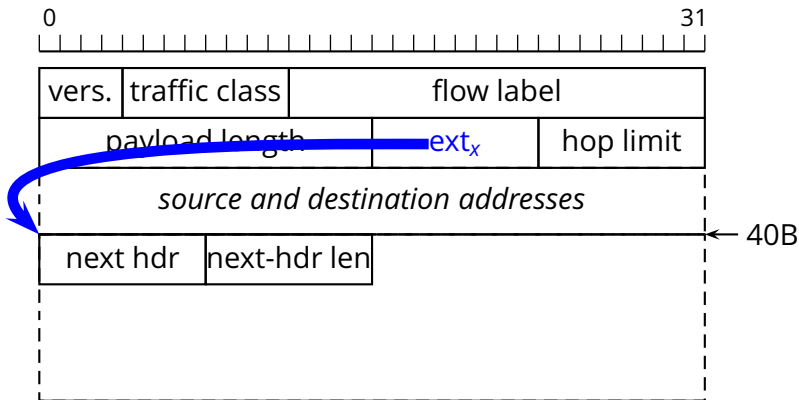 0 31
vers. traffic class flow label
payload length extₓ hop limit
source and destination addresses
40B
next hdr next-hdr len